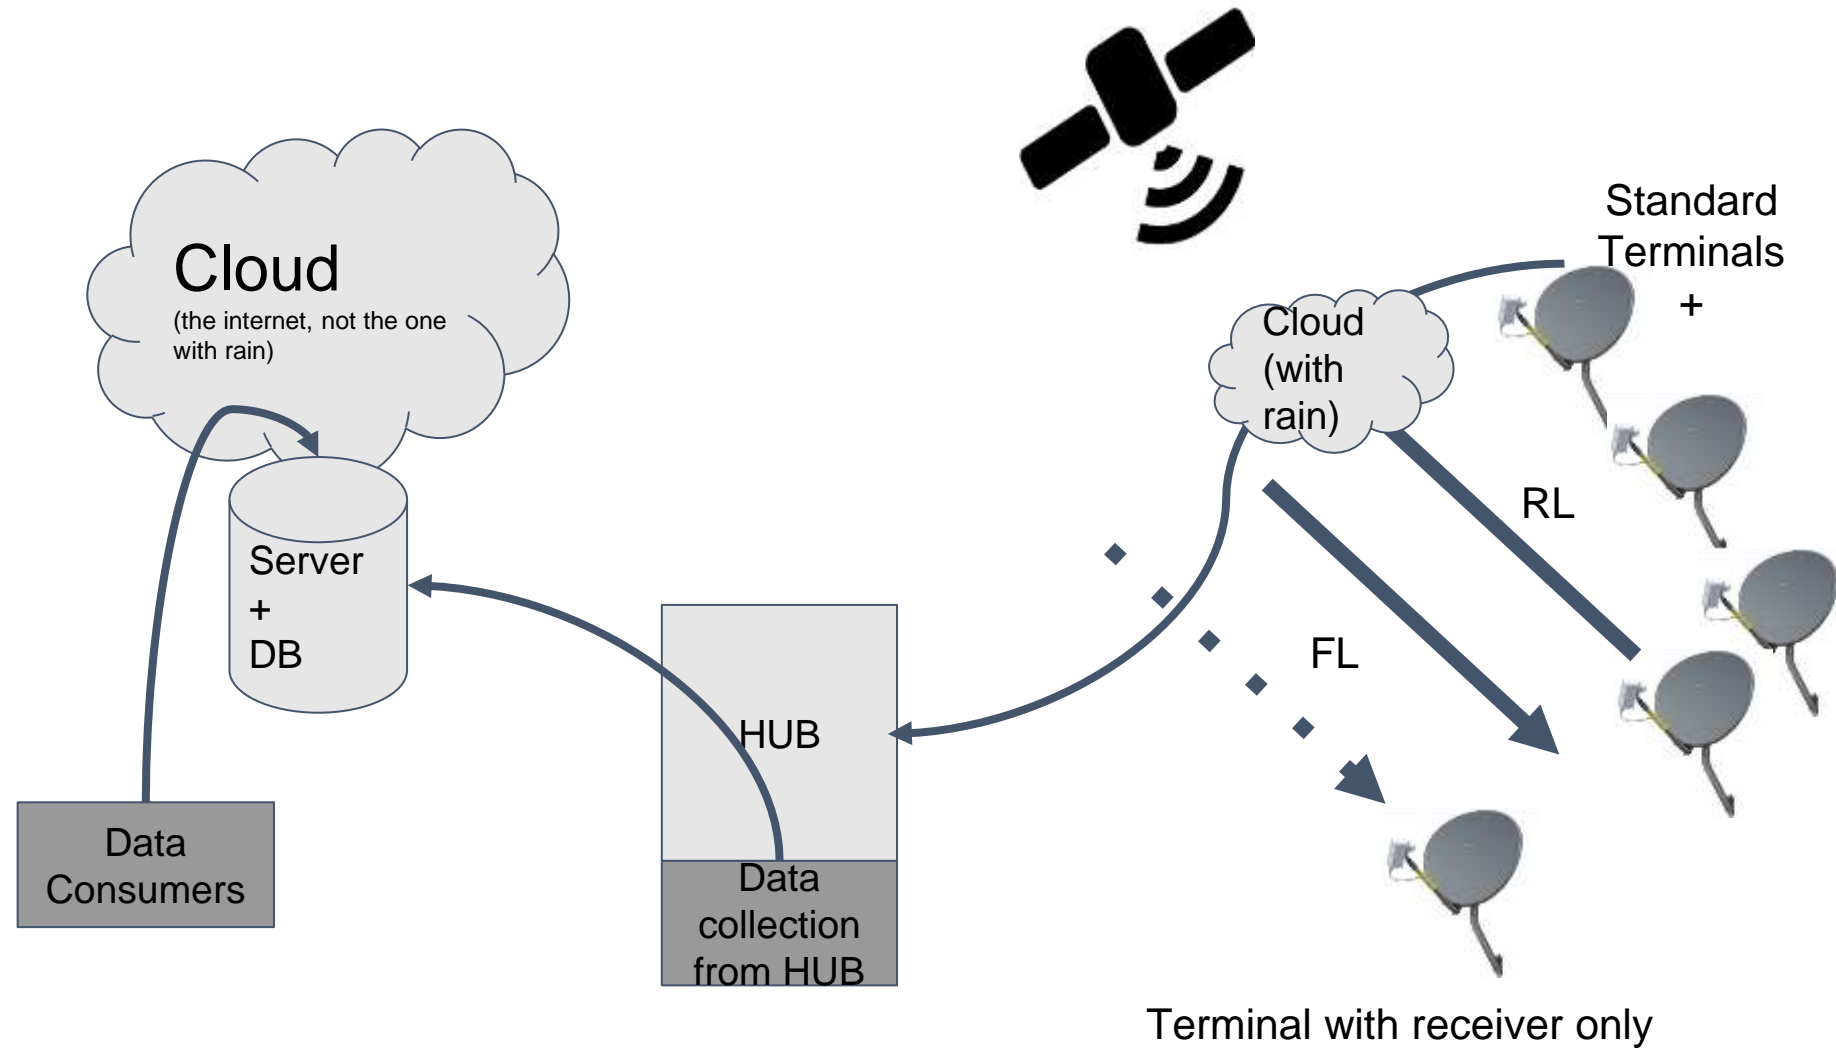 Cloud
(the internet, not the one
with rain)
Server
+
DB
Data
Consumers
HUB
Data
collection
from HUB
Cloud
(with
rain)
Standard
Terminals
+
RL
FL
Terminal with receiver only